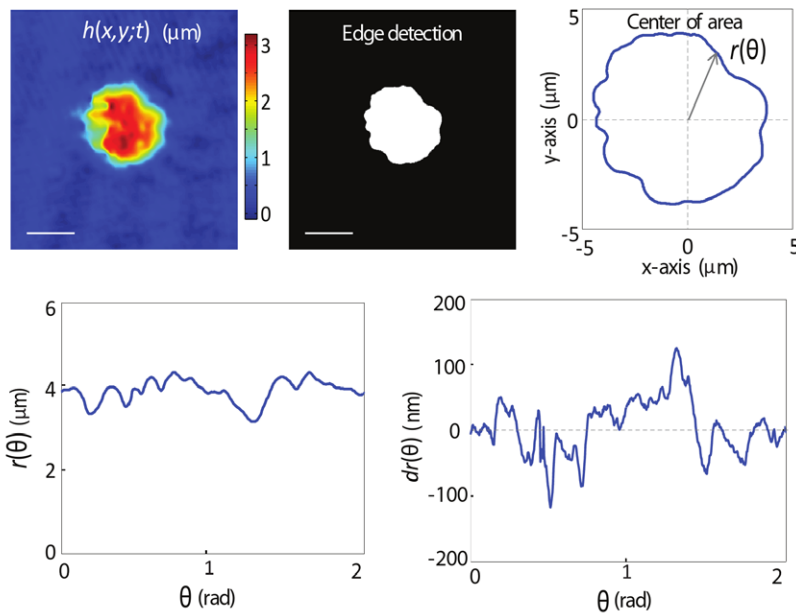 h(x,y;t) (μm)
3
2
1
0
Edge detection
Center of area
r(θ)
5
0
-5
y-axis (μm)
-5
0
5
x-axis (μm)
6
4
2
0
r(θ) (μm)
0
1
2
θ (rad)
200
100
0
-100
-200
dr(θ) (nm)
0
1
2
θ (rad)